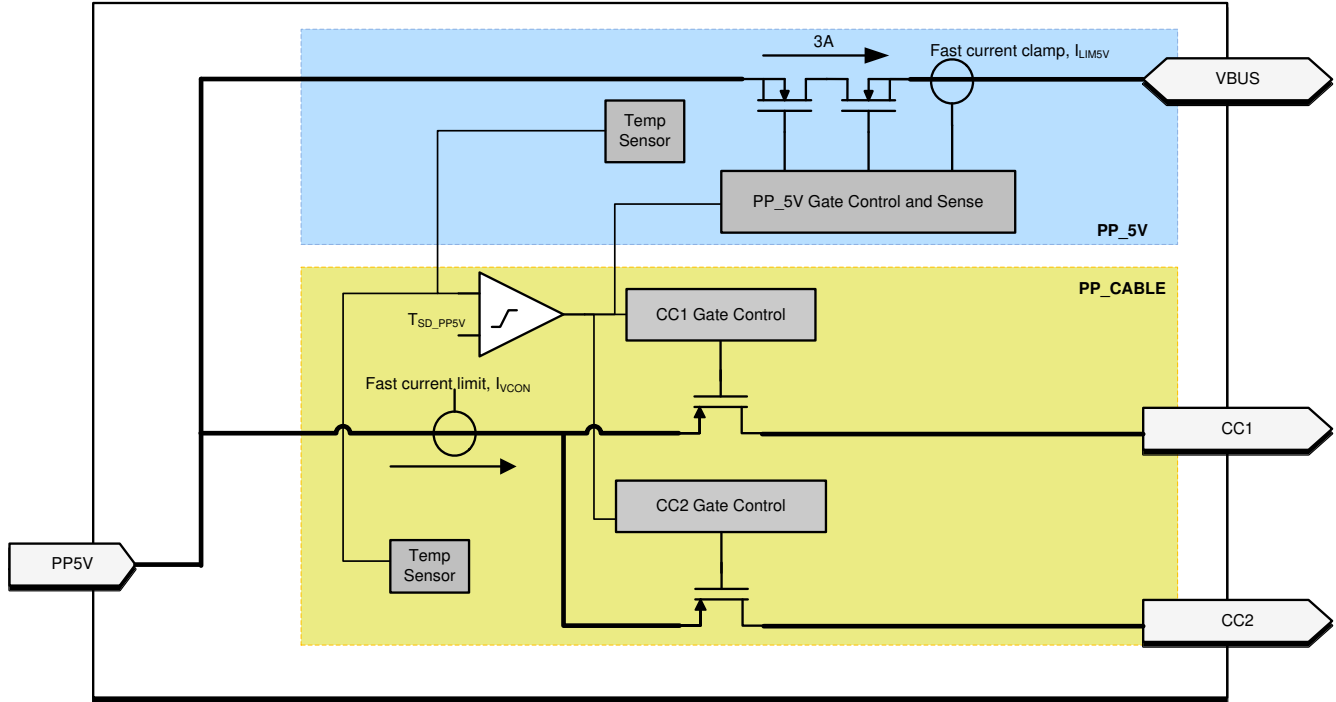 3A
Fast current clamp, ILIM5V
VBUS
Temp
Sensor
PP_5V Gate Control and Sense
PP_5V
PP_CABLE
TSD_PP5V
CC1 Gate Control
Fast current limit, IVCON
CC1
CC2 Gate Control
PP5V
Temp
Sensor
CC2